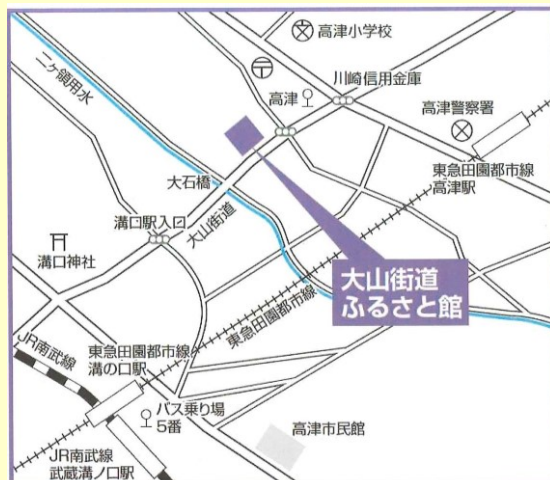 高津小学校
川崎信用金庫
高津
二ヶ領用水
高津警察署
東急田園都市線
高津駅
大石橋
溝口駅入口
大山街道
溝口神社
大山街道
ふるさと館
東急田園都市線
JR南武線
東急田園都市線
溝の口駅
バス乗り場
5番
高津市民館
JR南武線
武蔵溝ノ口駅